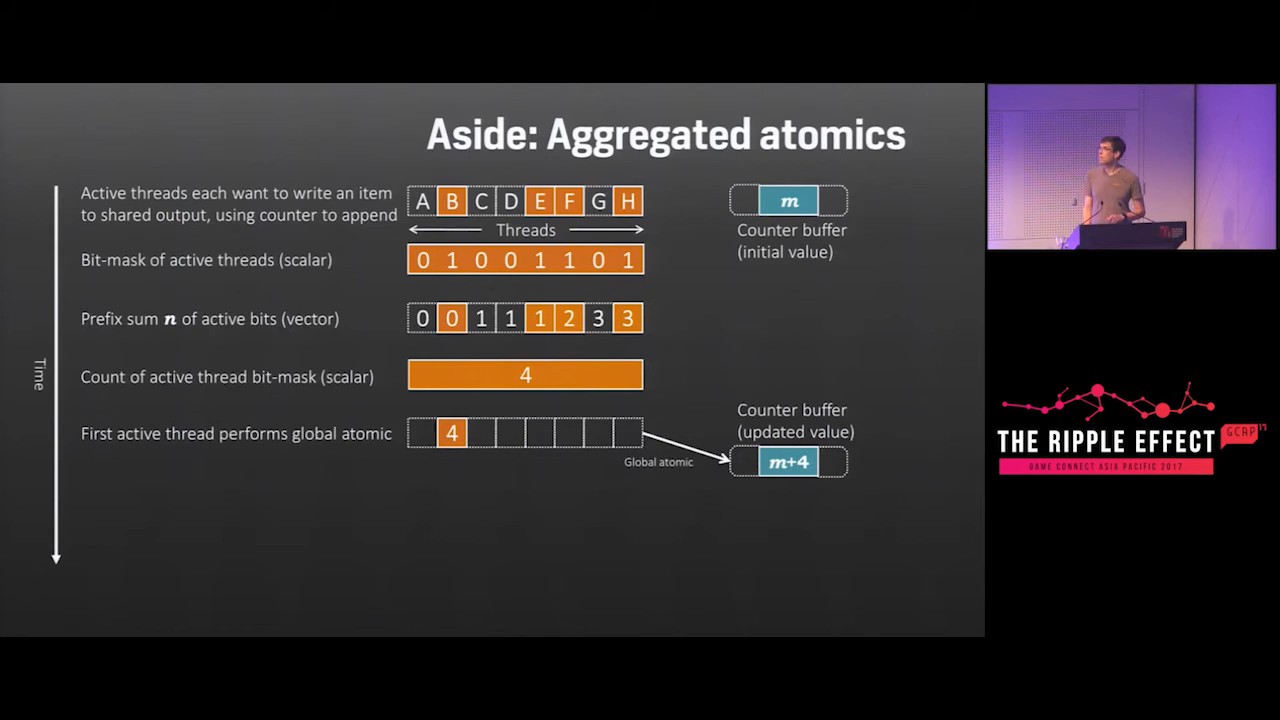 Aside: Aggregated atomics
Active threads each want to write an item
to shared output, using counter to append
A B C D E F G H
Threads
m
Counter buffer
(initial value)
Bit-mask of active threads (scalar)
0 1 0 0 1 1 0 1
Prefix sum n of active bits (vector)
0 0 1 1 1 2 3 3
Count of active thread bit-mask (scalar)
4
First active thread performs global atomic
4
Global atomic
Counter buffer
(updated value)
m+4
Time
THE RIPPLE EFFECT
GCAP 17
GAME CONNECT ASIA PACIFIC 2017